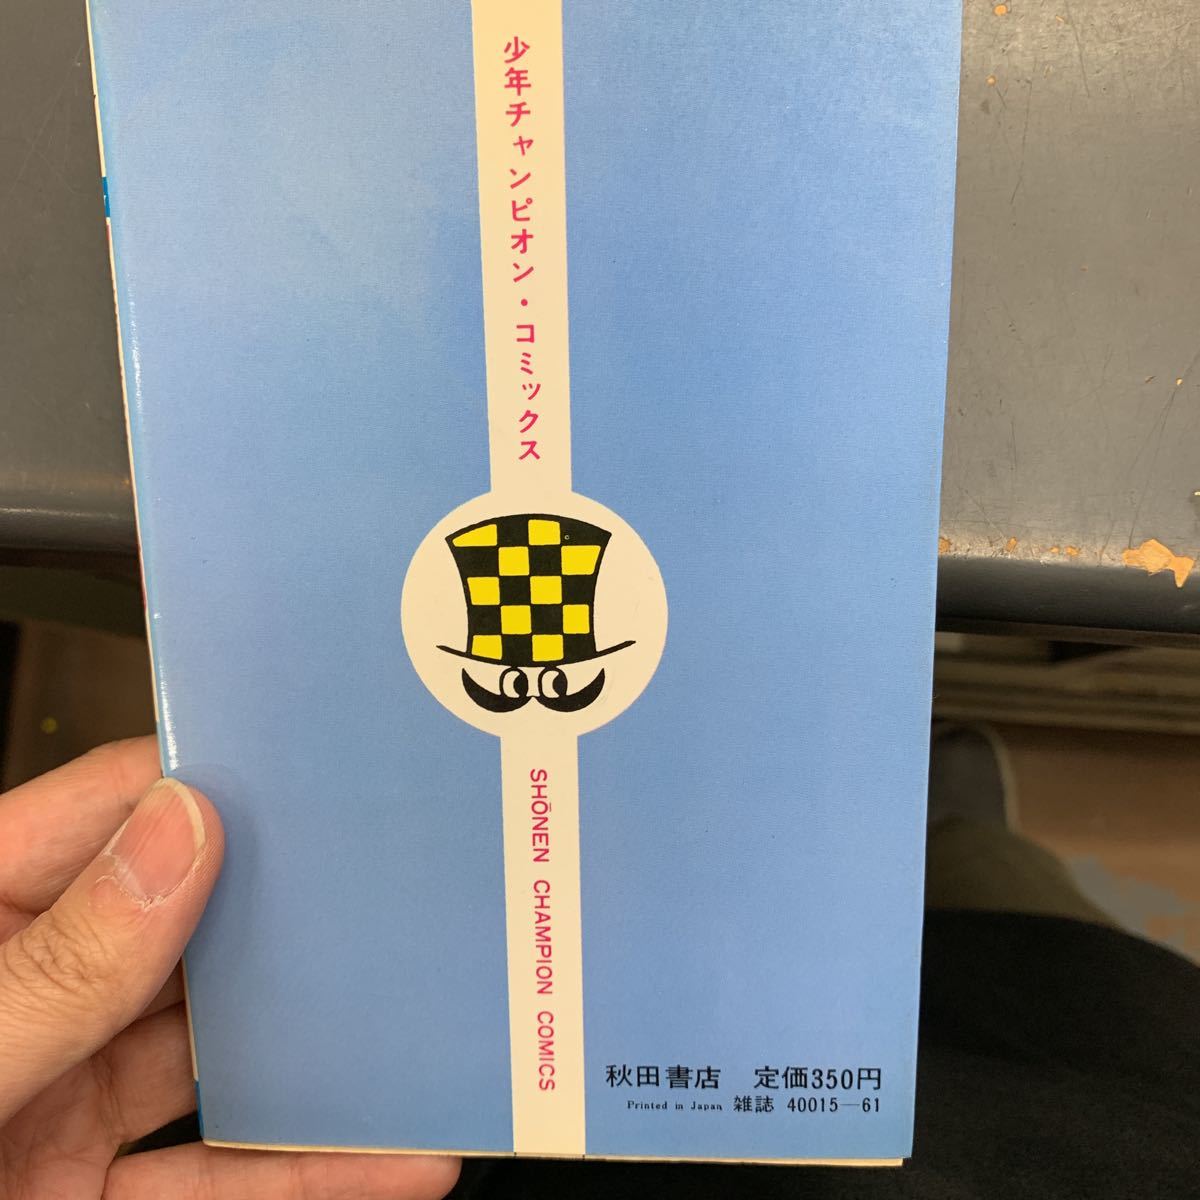 少年チャンピオン・コミックス
SHŌNEN CHAMPION COMICS
秋田書店 定価350円
Printed in Japan 雑誌 40015—61